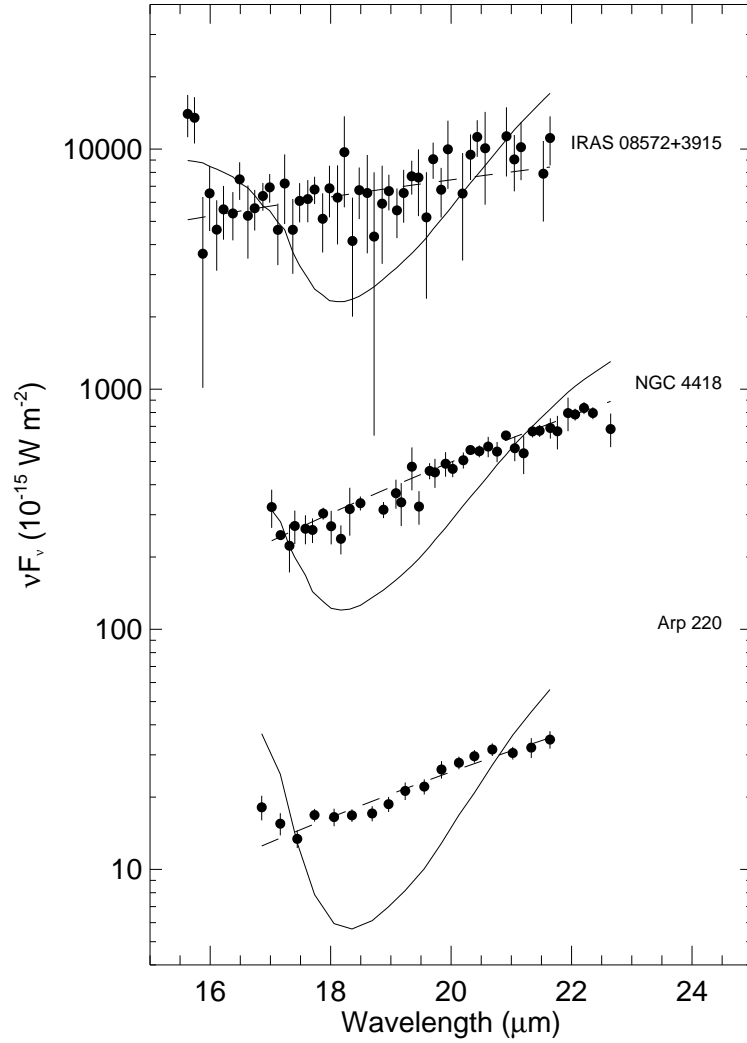 10000
IRAS 08572+3915
1000
NGC 4418
νFν (10⁻¹⁵ W m⁻²)
100
Arp 220
10
16 18 20 22 24
Wavelength (μm)